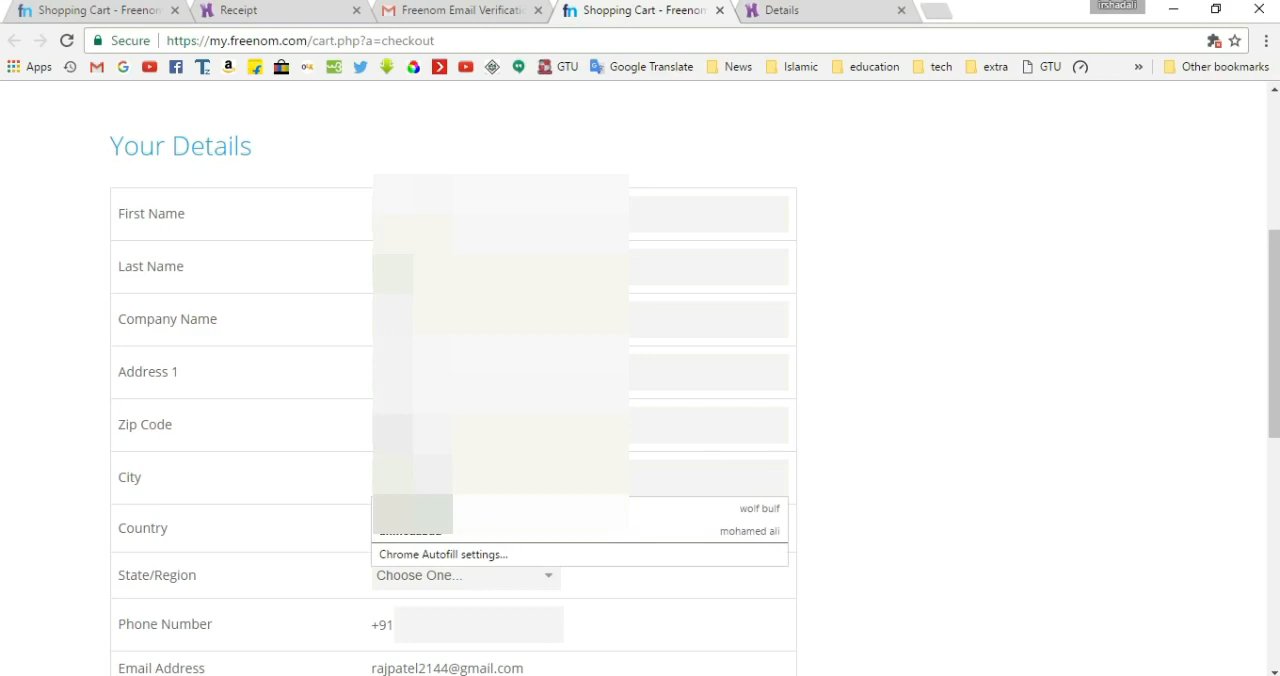 Shopping Cart - Freenom
Receipt
Freenom Email Verificati
Shopping Cart - Freenom
Details
irshadali
Secure
https://my.freenom.com/cart.php?a=checkout
Apps
GTU
Google Translate
News
Islamic
education
tech
extra
GTU
Other bookmarks
Your Details
First Name
Last Name
Company Name
Address 1
Zip Code
City
wolf bulf
Country
mohamed ali
Chrome Autofill settings...
State/Region
Choose One...
Phone Number
+91
Email Address
rajpatel2144@gmail.com